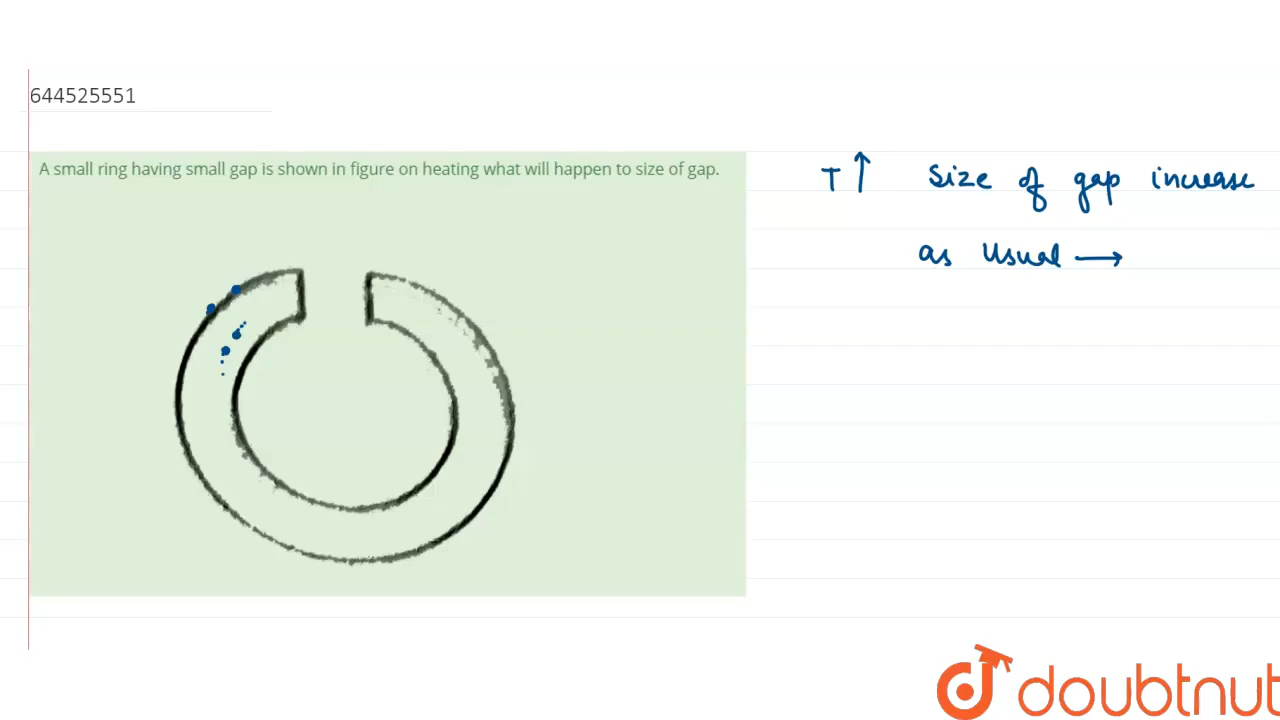 644525551
A small ring having small gap is shown in figure on heating what will happen to size of gap.
T↑ Size of gap increase
as usual →
doubtnut